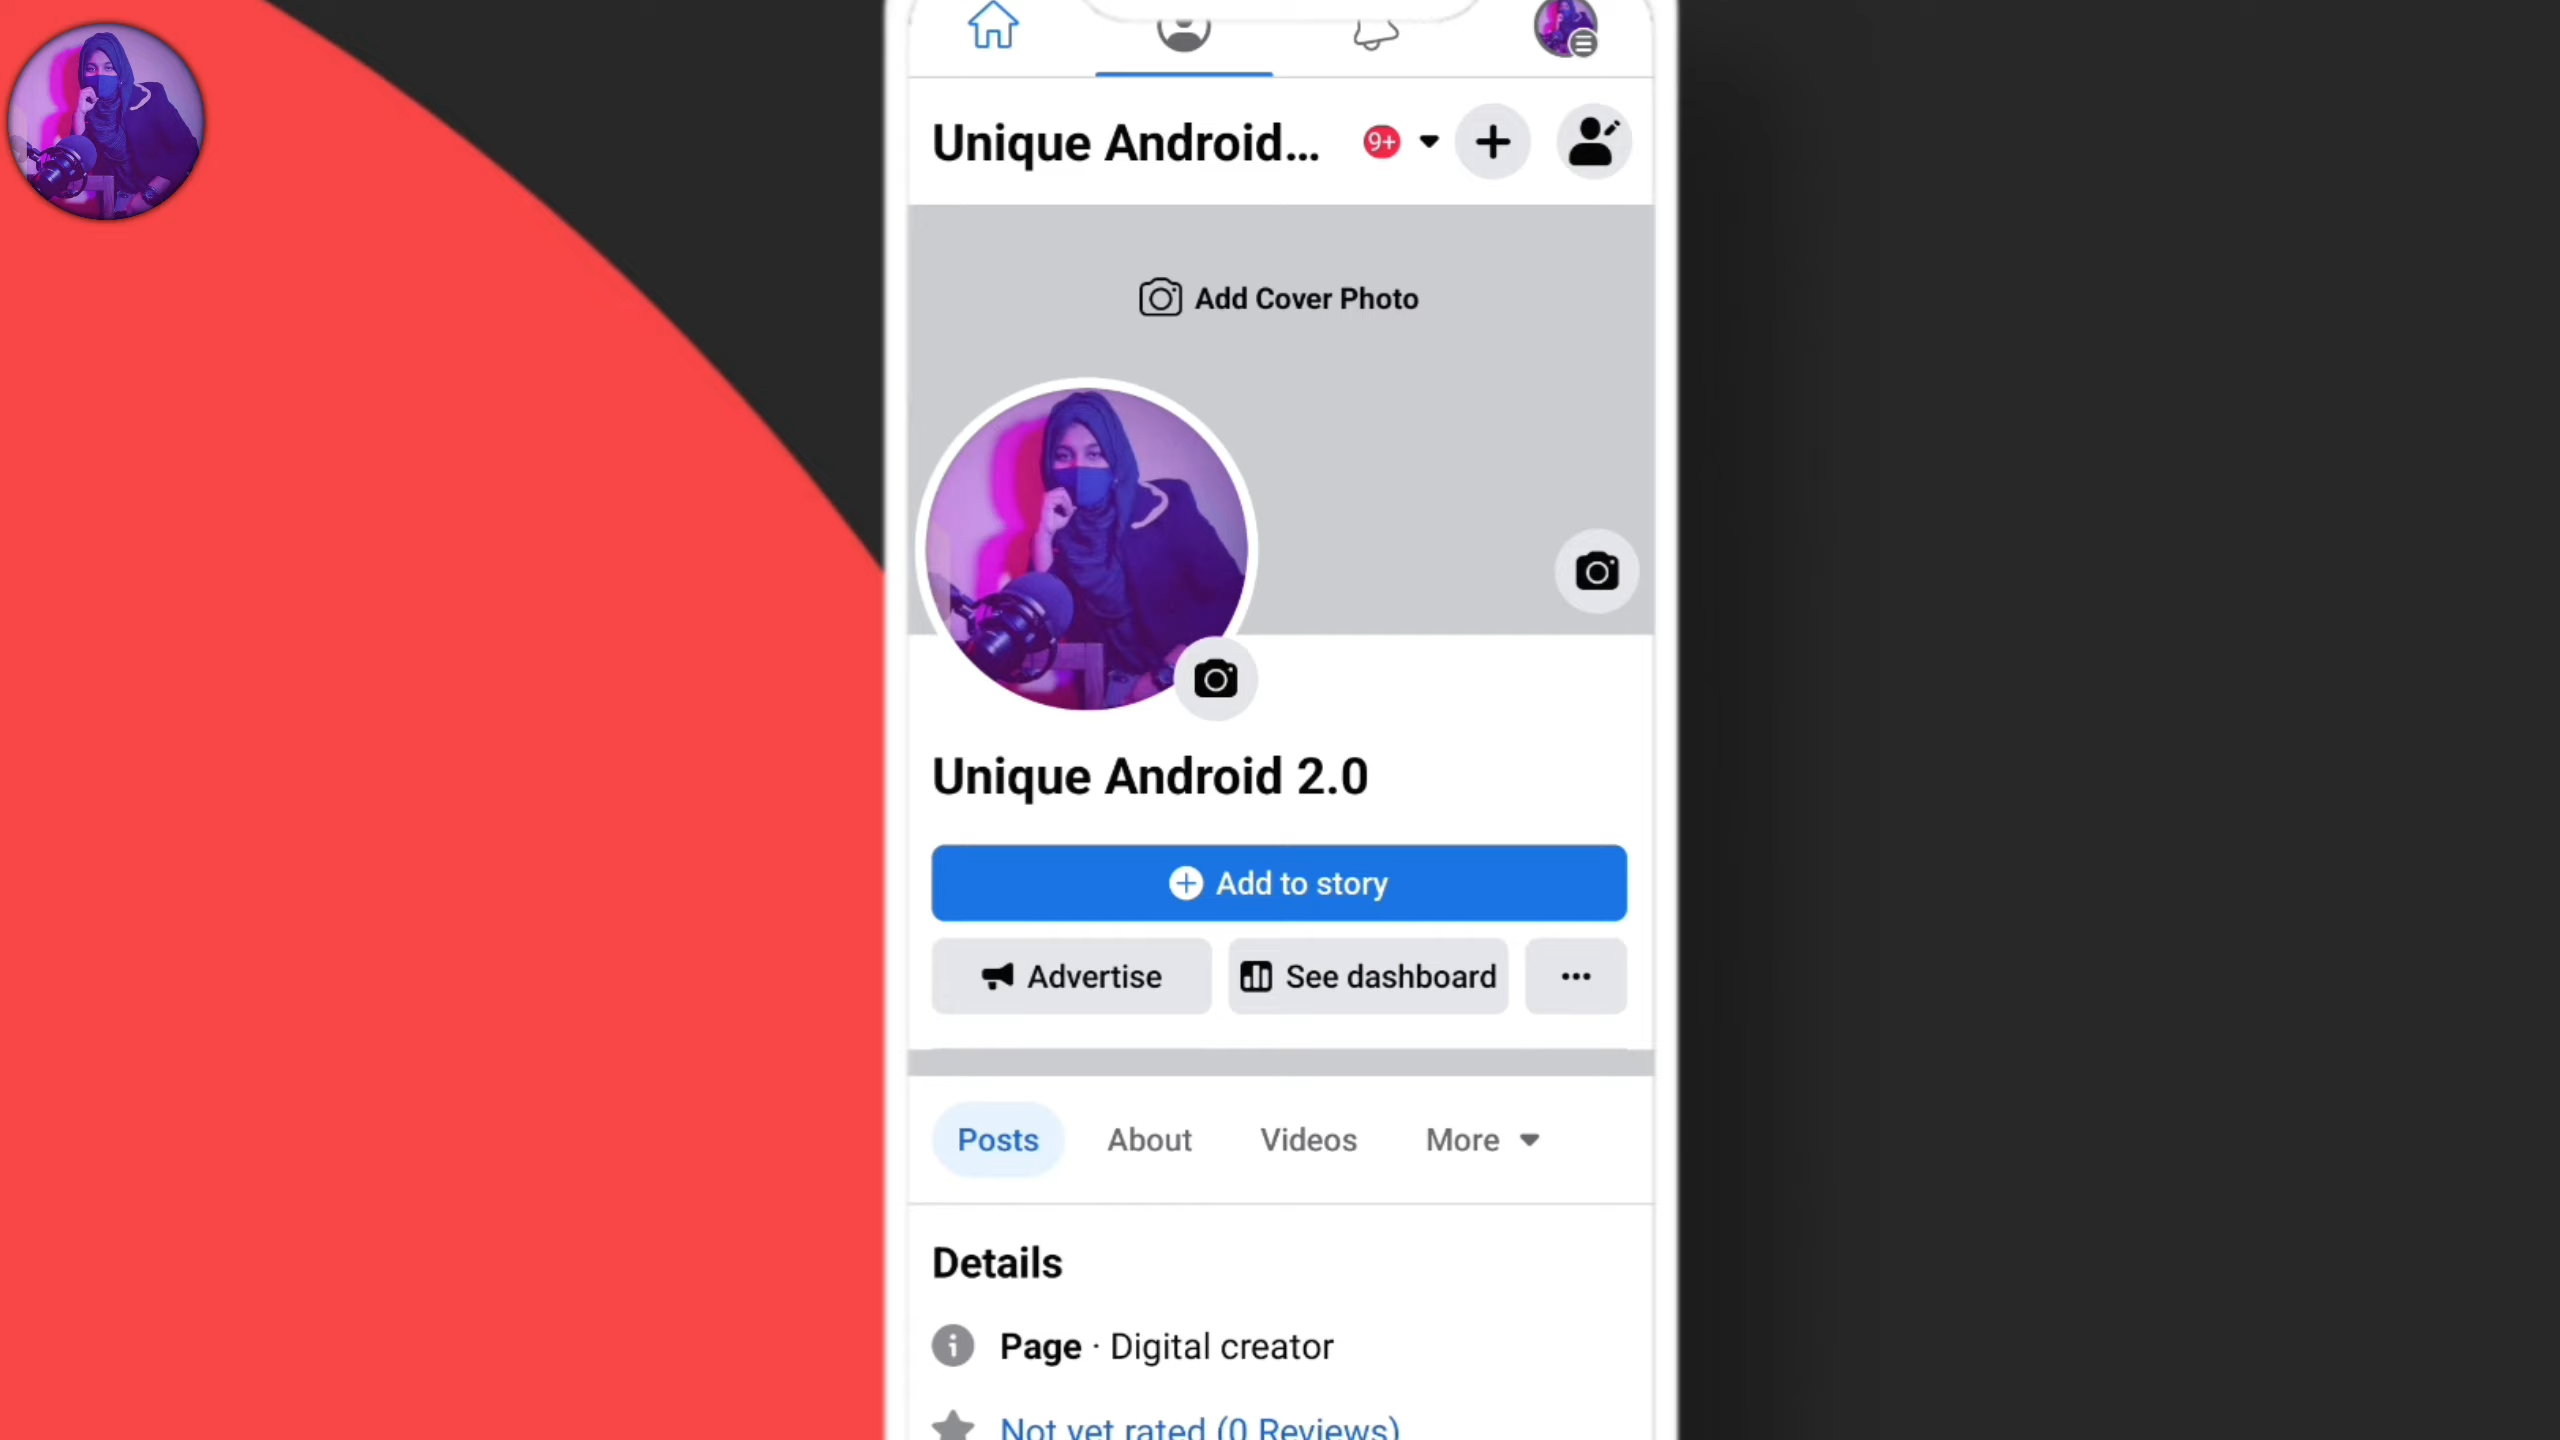 Unique Android...
9+
Add Cover Photo
Unique Android 2.0
Add to story
Advertise
See dashboard
Posts
About
Videos
More
Details
Page · Digital creator
Not yet rated (0 Reviews)